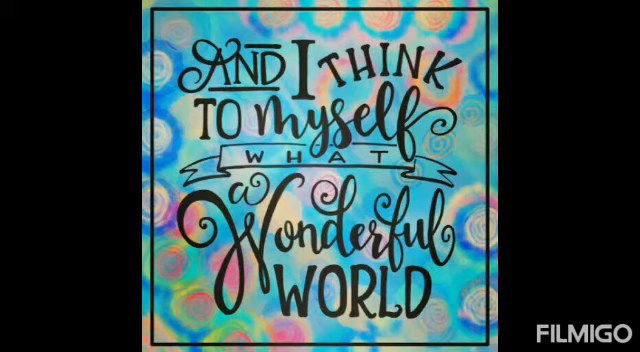 AND I THINK
TO myself
WHAT
a Wonderful
WORLD
FILMIGO